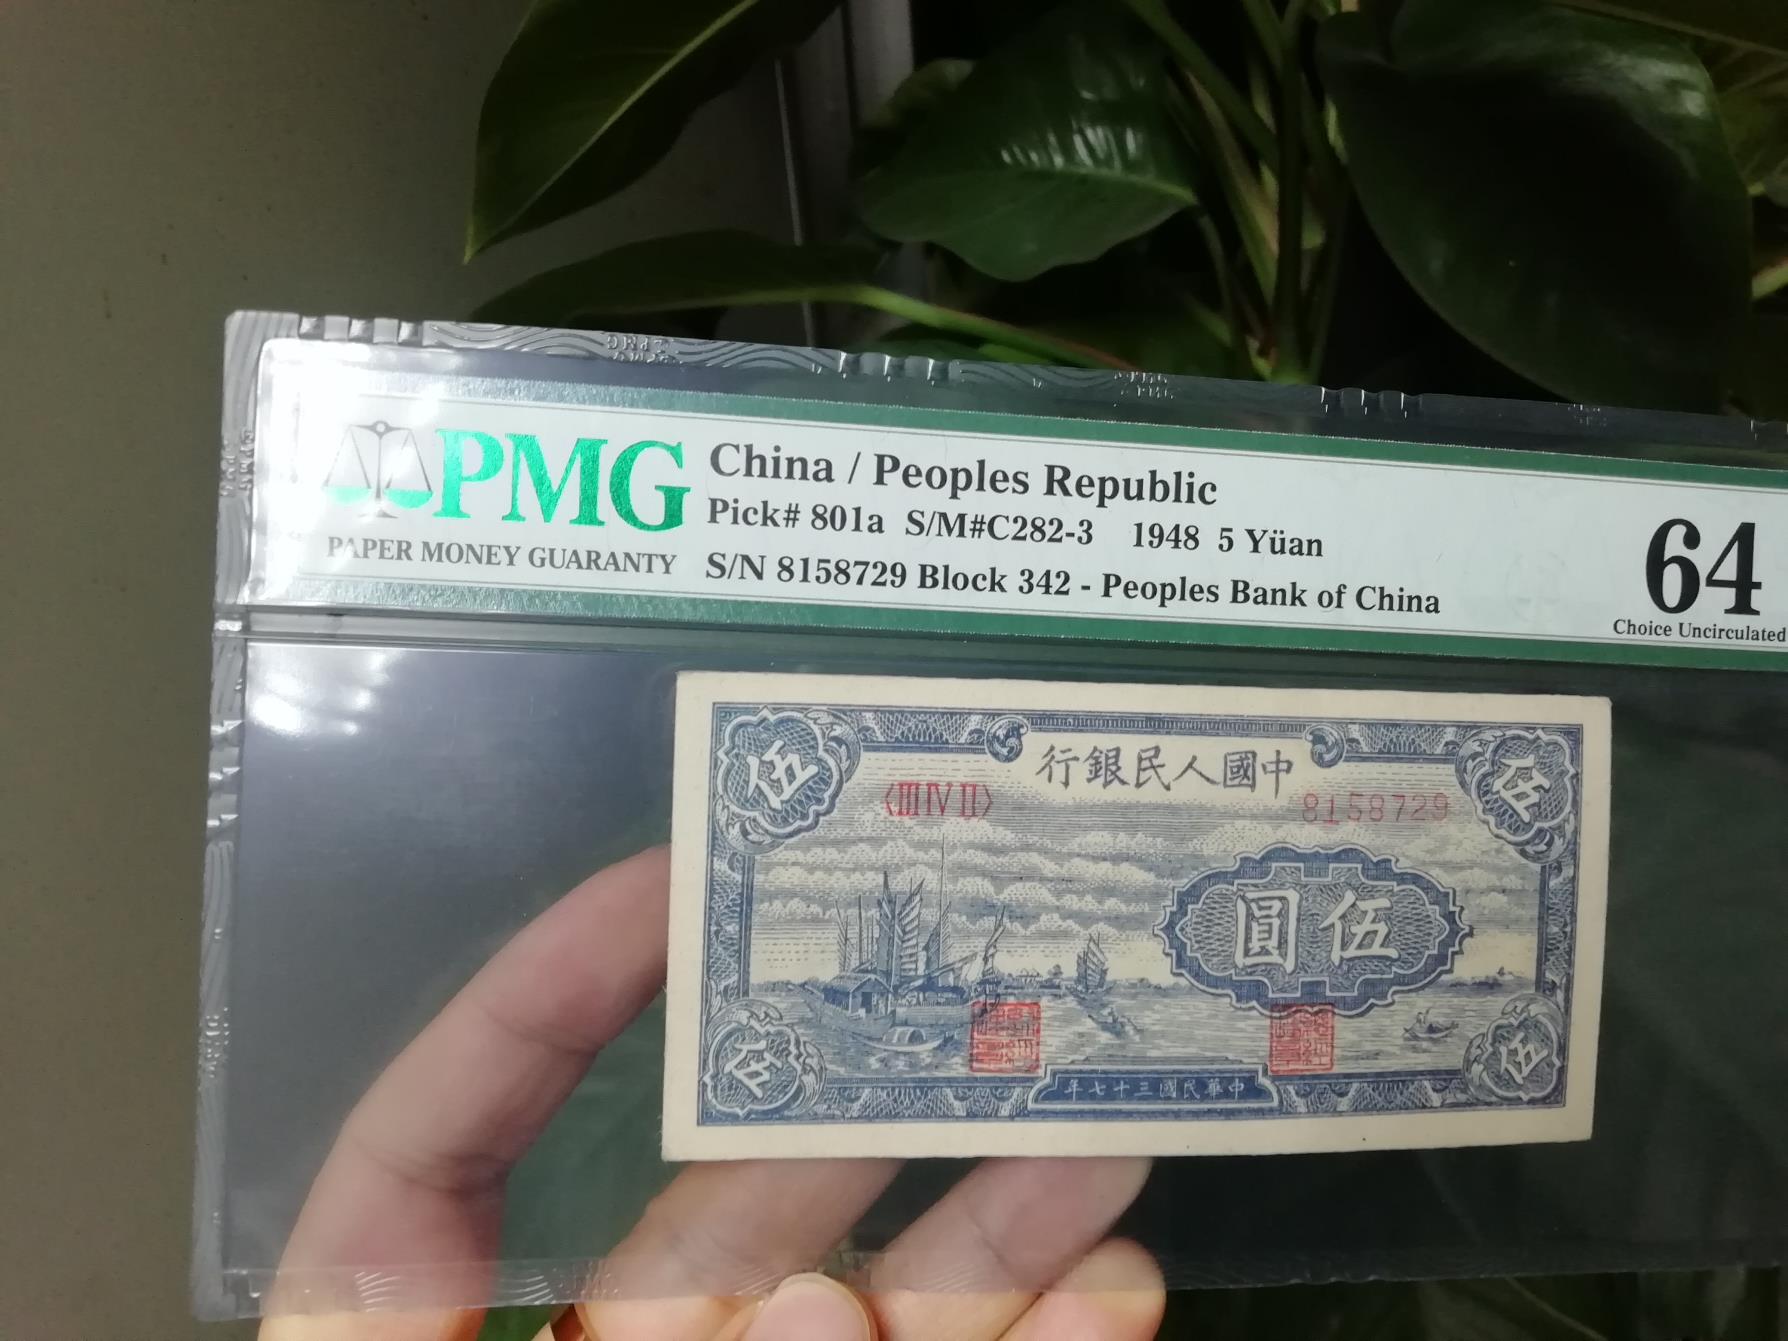 PMG
PAPER MONEY GUARANTY
China / Peoples Republic
Pick# 801a S/M#C282-3 1948 5 Yüan
S/N 8158729 Block 342 - Peoples Bank of China
64
Choice Uncirculated
伍
伍
行銀民人國中
〈III IV II〉
8158729
圓伍
伍
伍
年七十三國民華中